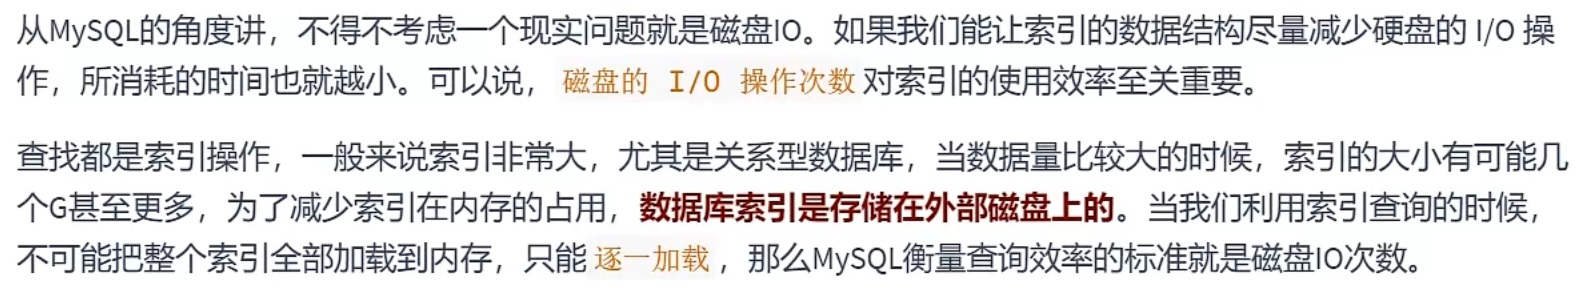 从MySQL的角度讲，不得不考虑一个现实问题就是磁盘IO。如果我们能让索引的数据结构尽量减少硬盘的 I/O 操
作，所消耗的时间也就越小。可以说， 磁盘的 I/O 操作次数 对索引的使用效率至关重要。
查找都是索引操作，一般来说索引非常大，尤其是关系型数据库，当数据量比较大的时候，索引的大小有可能几
个G甚至更多，为了减少索引在内存的占用，数据库索引是存储在外部磁盘上的。当我们利用索引查询的时候，
不可能把整个索引全部加载到内存，只能 逐一加载 ，那么MySQL衡量查询效率的标准就是磁盘IO次数。